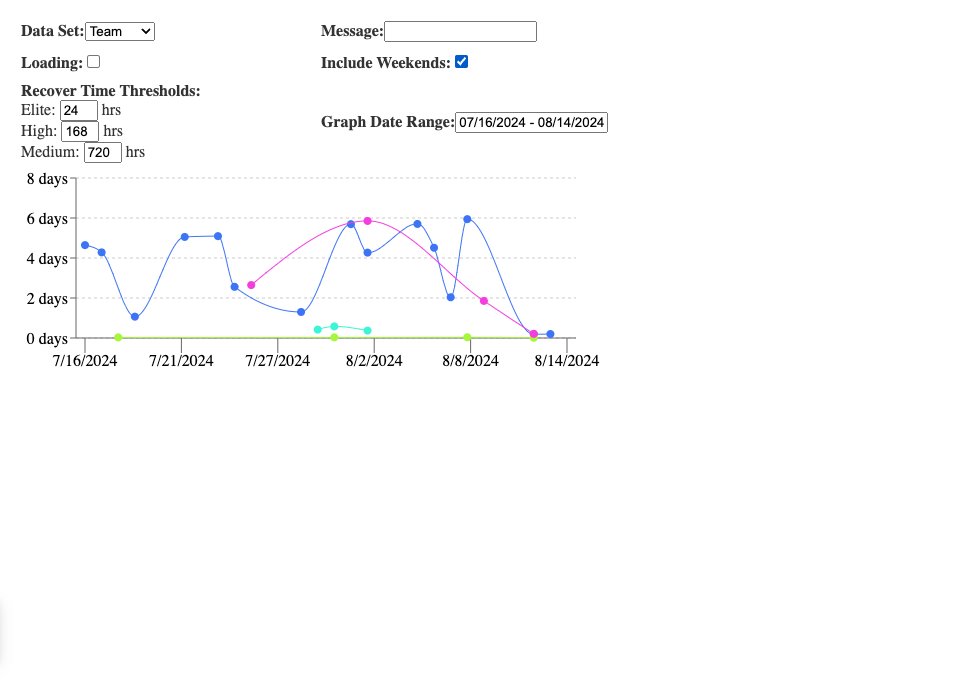 Data Set: Team
Message:
Loading:
Include Weekends:
Recover Time Thresholds:
Elite: 24 hrs
High: 168 hrs
Medium: 720 hrs
Graph Date Range: 07/16/2024 - 08/14/2024
8 days
6 days
4 days
2 days
0 days
7/16/2024 7/21/2024 7/27/2024 8/2/2024 8/8/2024 8/14/2024